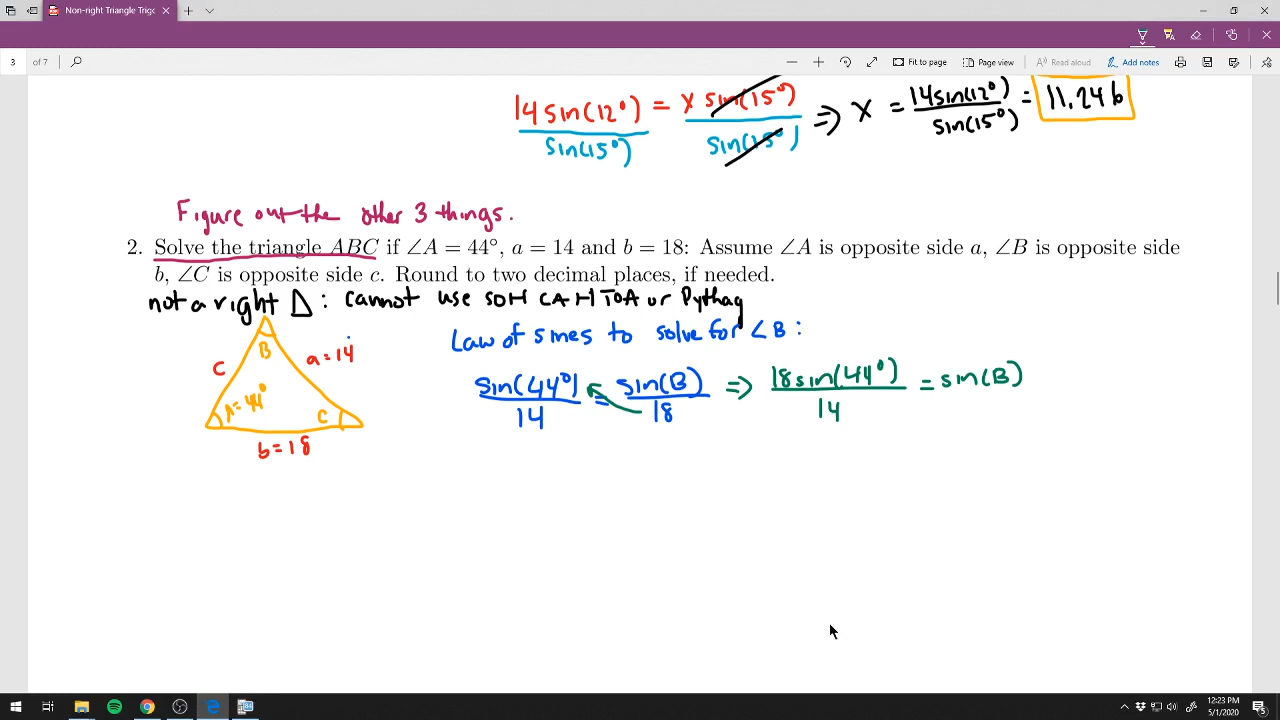 Non-right Triangle Trigo
3 of 7
Fit to page Page view Read aloud Add notes
14 sin(12°) = x sin(15°) ⇒ x = 14 sin(12°) = 11.246
sin(15°) sin(15°) sin(15°)
Figure out the other 3 things.
2. Solve the triangle ABC if ∠A = 44°, a = 14 and b = 18: Assume ∠A is opposite side a, ∠B is opposite side
b, ∠C is opposite side c. Round to two decimal places, if needed.
not a right Δ: cannot use SOH CAH TOA or Pythag
Law of sines to solve for ∠B:
B
c
a = 14
A = 44°
C
b = 18
sin(44°) = sin(B) ⇒ 18 sin(44°) = sin(B)
14 18 14
12:23 PM
5/1/2020